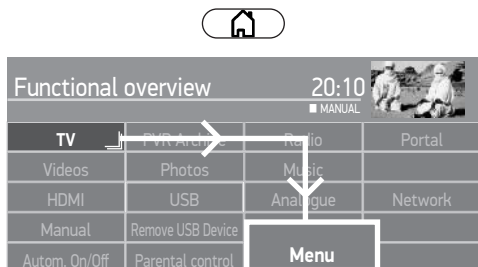 Functional overview 20:10
MANUAL
TV PVR Archive Radio Portal
Videos Photos Music
HDMI USB Analogue Network
Manual Remove USB Device
Menu
Autom. On/Off Parental control